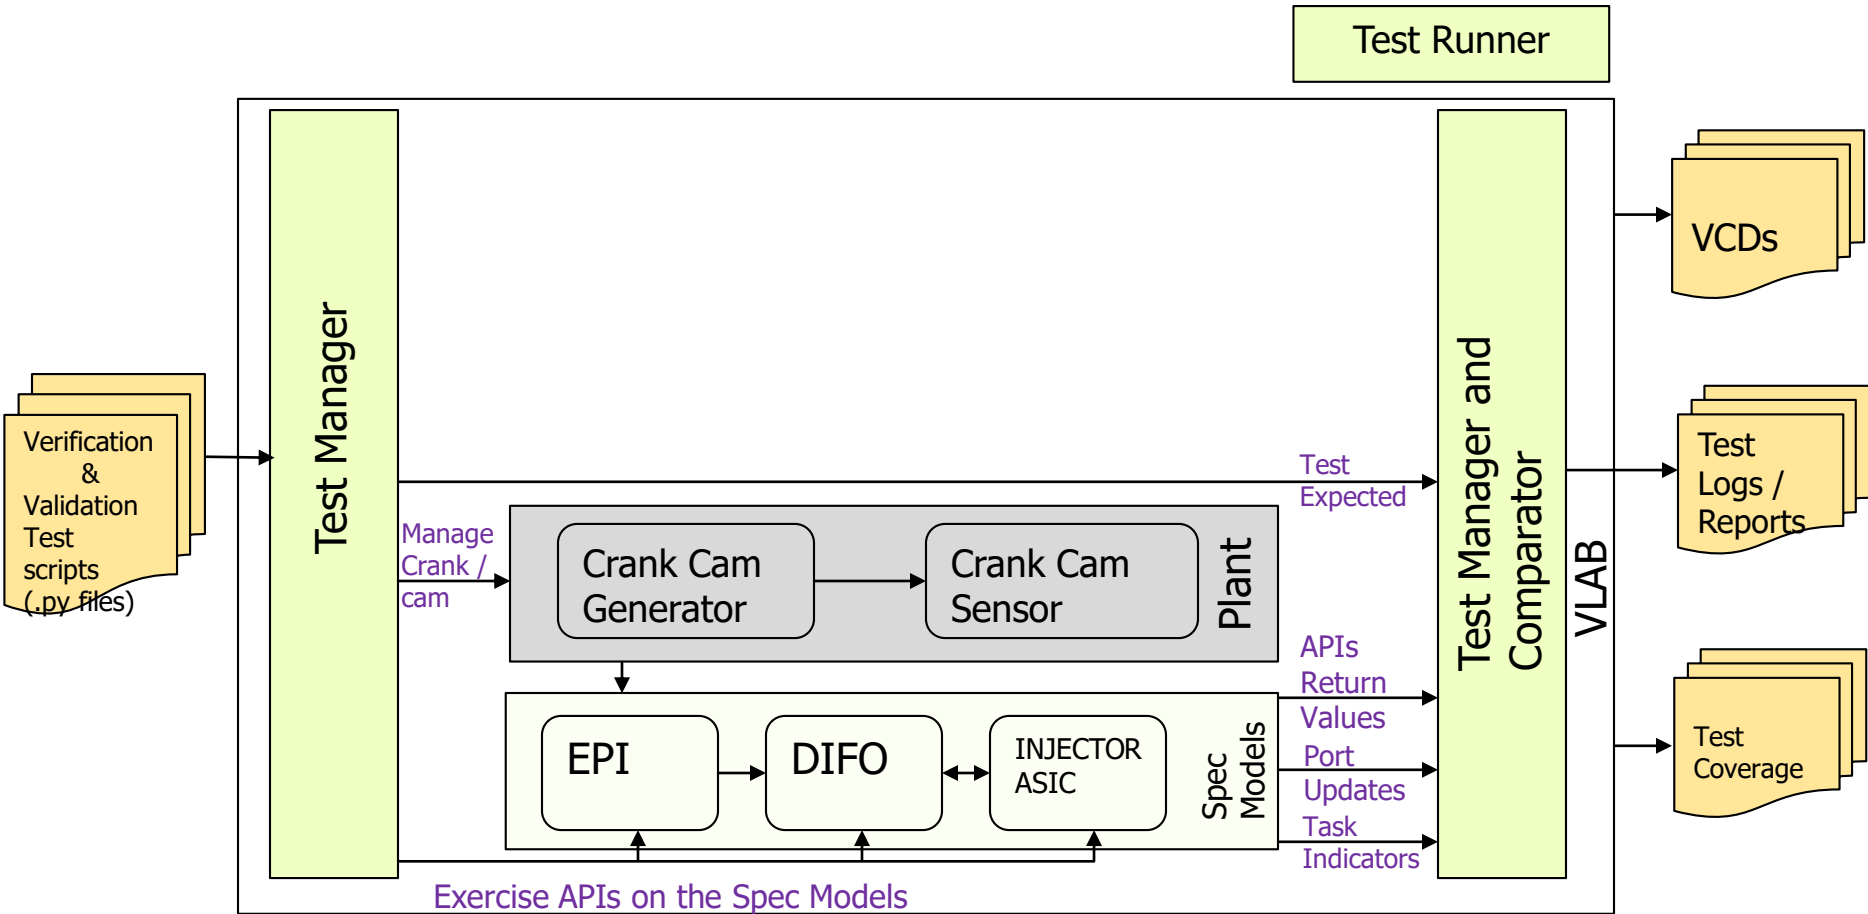 Test Runner
Verification
&
Validation
Test
scripts
(.py files)
Test Manager
Manage
Crank /
cam
Crank Cam
Generator
Crank Cam
Sensor
Plant
EPI
DIFO
INJECTOR
ASIC
Spec
Models
Exercise APIs on the Spec Models
Test
Expected
APIs
Return
Values
Port
Updates
Task
Indicators
Test Manager and
Comparator
VLAB
VCDs
Test
Logs /
Reports
Test
Coverage